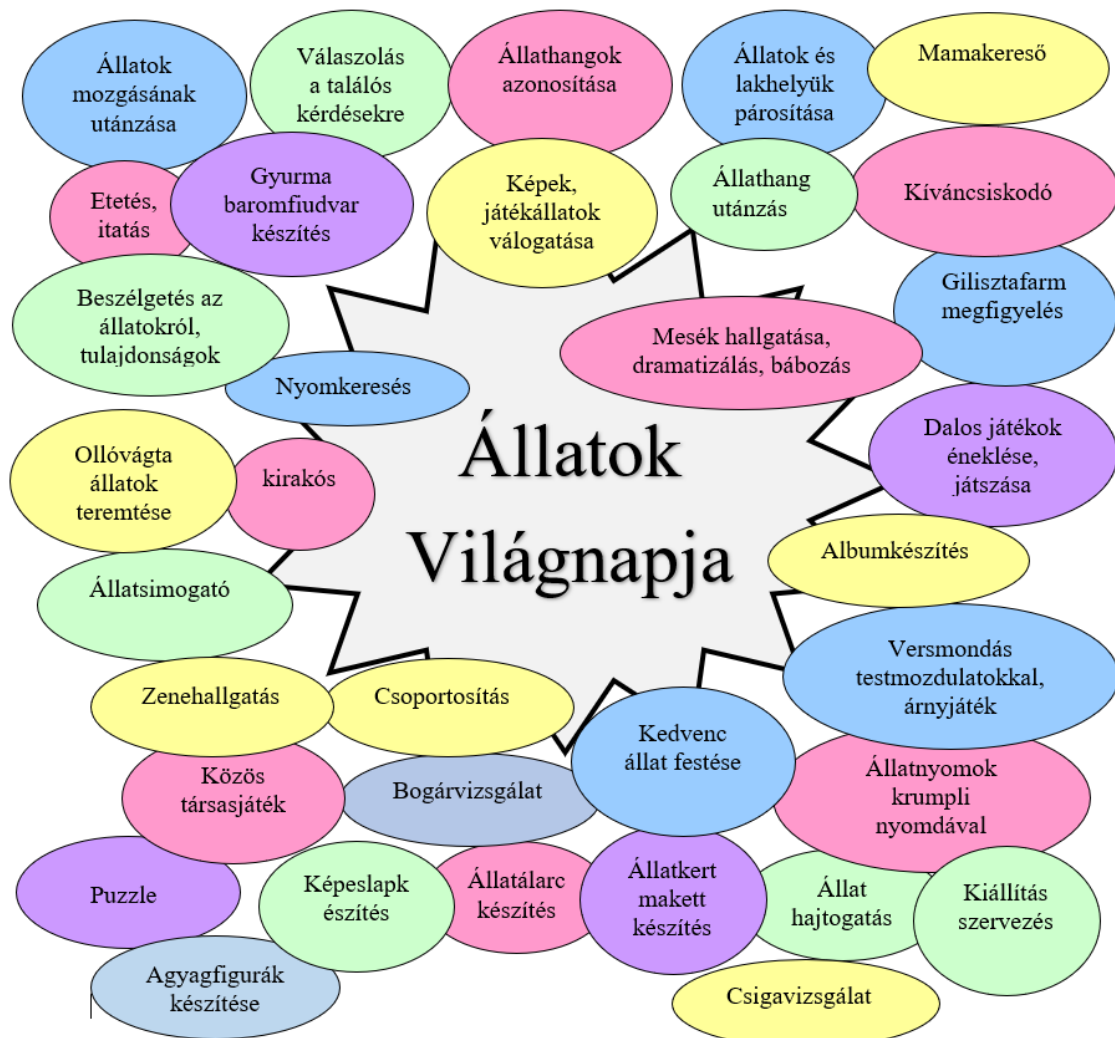 Állatok
mozgásának
utánzása
Válaszolás
a találós
kérdésekre
Állathangok
azonosítása
Állatok és
lakhelyük
párosítása
Mamakereső
Etetés,
itatás
Gyurma
baromfiudvar
készítés
Képek,
játékállatok
válogatása
Állathang
utánzás
Kíváncsiskodó
Beszélgetés az
állatokról,
tulajdonságok
Gilisztafarm
megfigyelés
Mesék hallgatása,
dramatizálás, bábozás
Nyomkeresés
Dalos játékok
éneklése,
játszása
Ollóvágta
állatok
teremtése
kirakós
Állatok
Világnapja
Albumkészítés
Állatsimogató
Versmondás
testmozdulatokkal,
árnyjáték
Zenehallgatás
Csoportosítás
Kedvenc
állat festése
Közös
társasjáték
Bogárvizsgálat
Állatnyomok
krumpli
nyomdával
Puzzle
Képeslapk
észítés
Állatálarc
készítés
Állatkert
makett
készítés
Állat
hajtogatás
Kiállítás
szervezés
Agyagfigurák
készítése
Csigavizsgálat